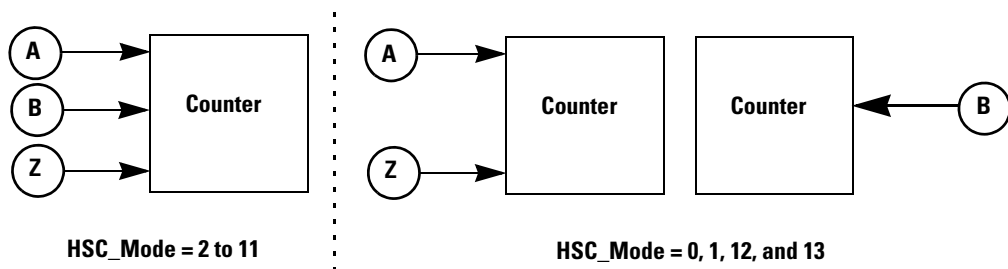 A
B
Z
Counter
HSC_Mode = 2 to 11
A
Z
Counter
Counter
B
HSC_Mode = 0, 1, 12, and 13